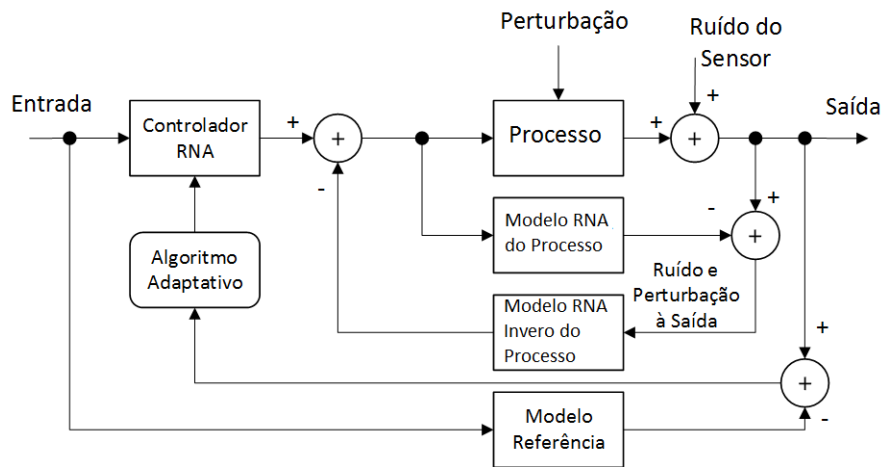 Perturbação
Ruído do
Sensor
Entrada
Saída
Controlador
RNA
+
+
-
Processo
+
+
+
Modelo RNA
do Processo
-
+
+
Algoritmo
Adaptativo
Ruído e
Perturbação
à Saída
Modelo RNA
Invero do
Processo
+
+
-
Modelo
Referência